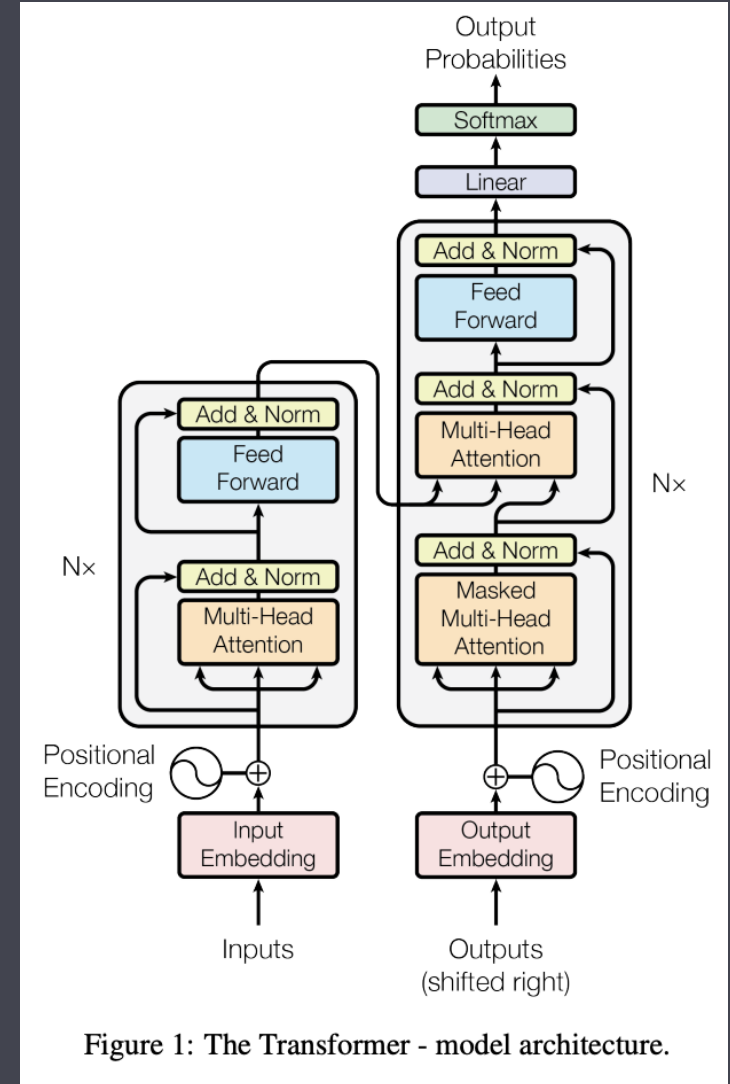 Output
Probabilities
Softmax
Linear
Add & Norm
Feed
Forward
Add & Norm
Multi-Head
Attention
Add & Norm
Masked
Multi-Head
Attention
Nx
Add & Norm
Feed
Forward
Add & Norm
Multi-Head
Attention
Nx
Positional
Encoding
Positional
Encoding
Input
Embedding
Output
Embedding
Inputs
Outputs
(shifted right)
Figure 1: The Transformer - model architecture.